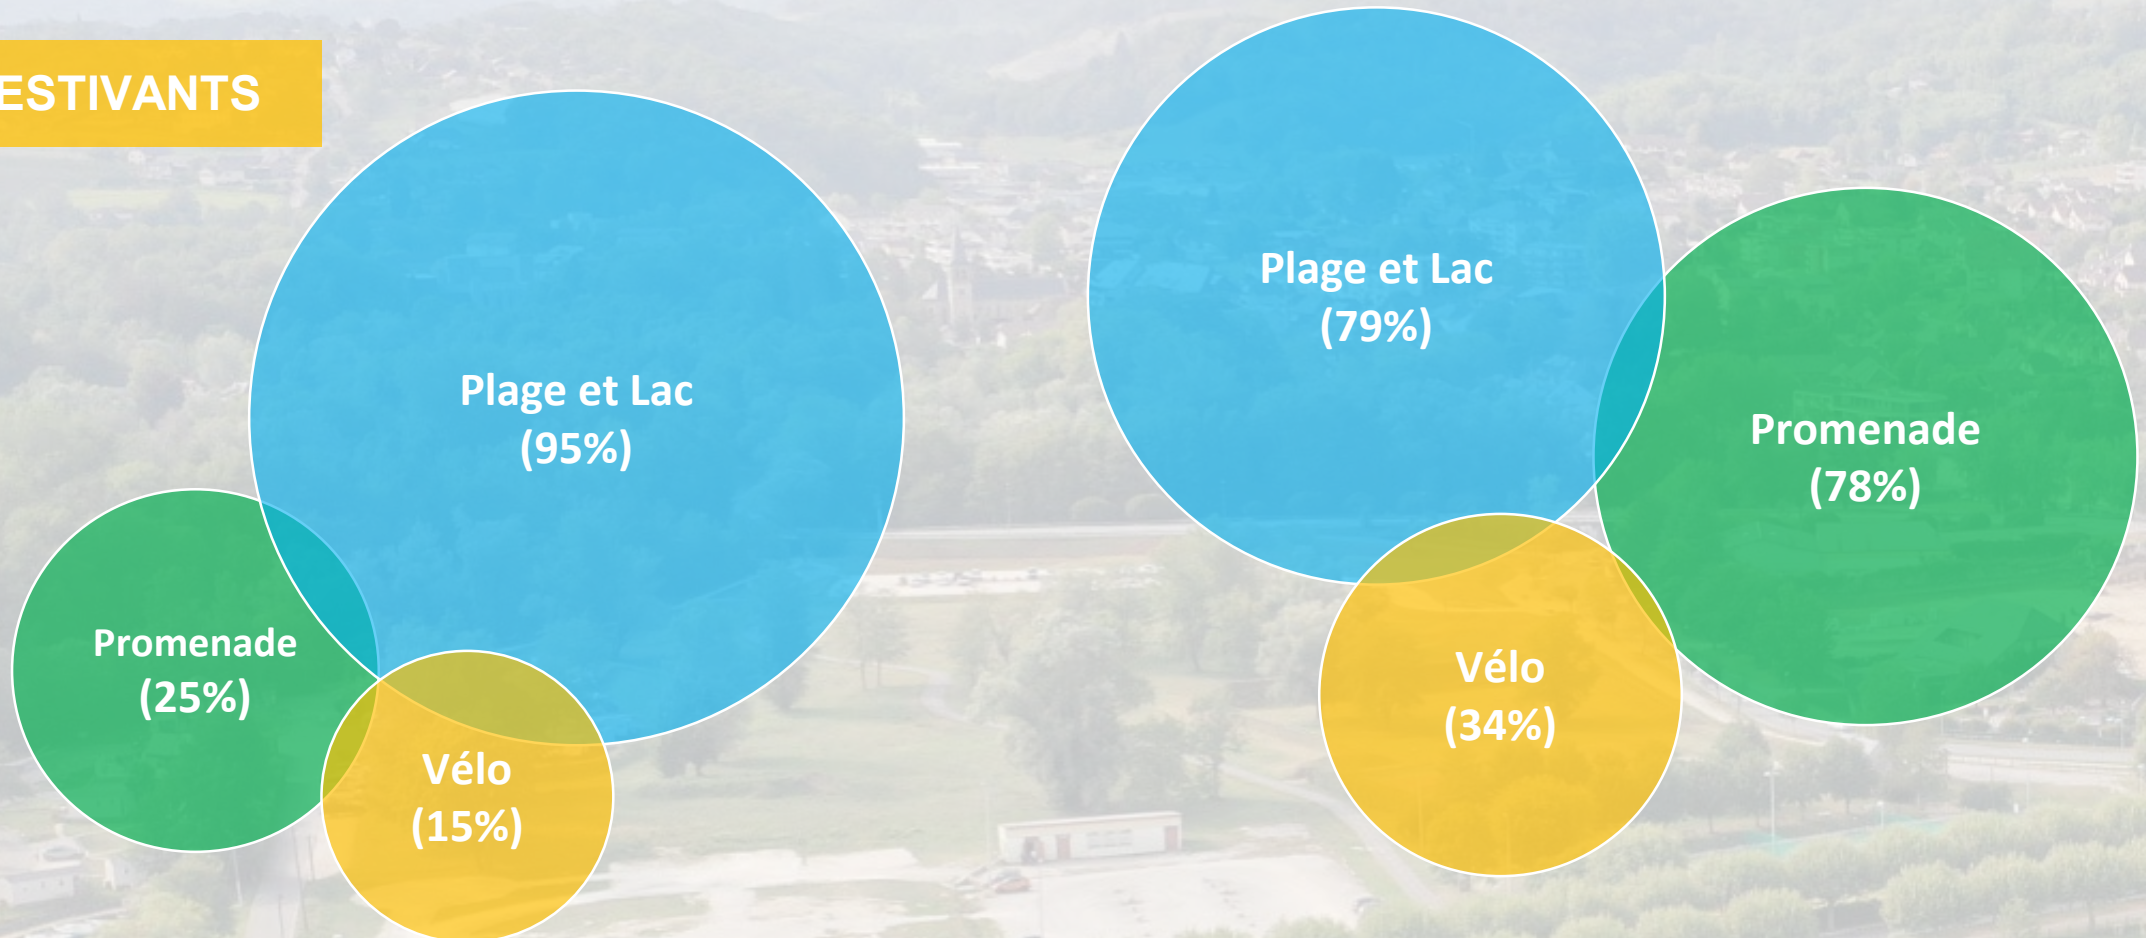 ESTIVANTS
Plage et Lac
(95%)
Promenade
(25%)
Vélo
(15%)
Plage et Lac
(79%)
Promenade
(78%)
Vélo
(34%)